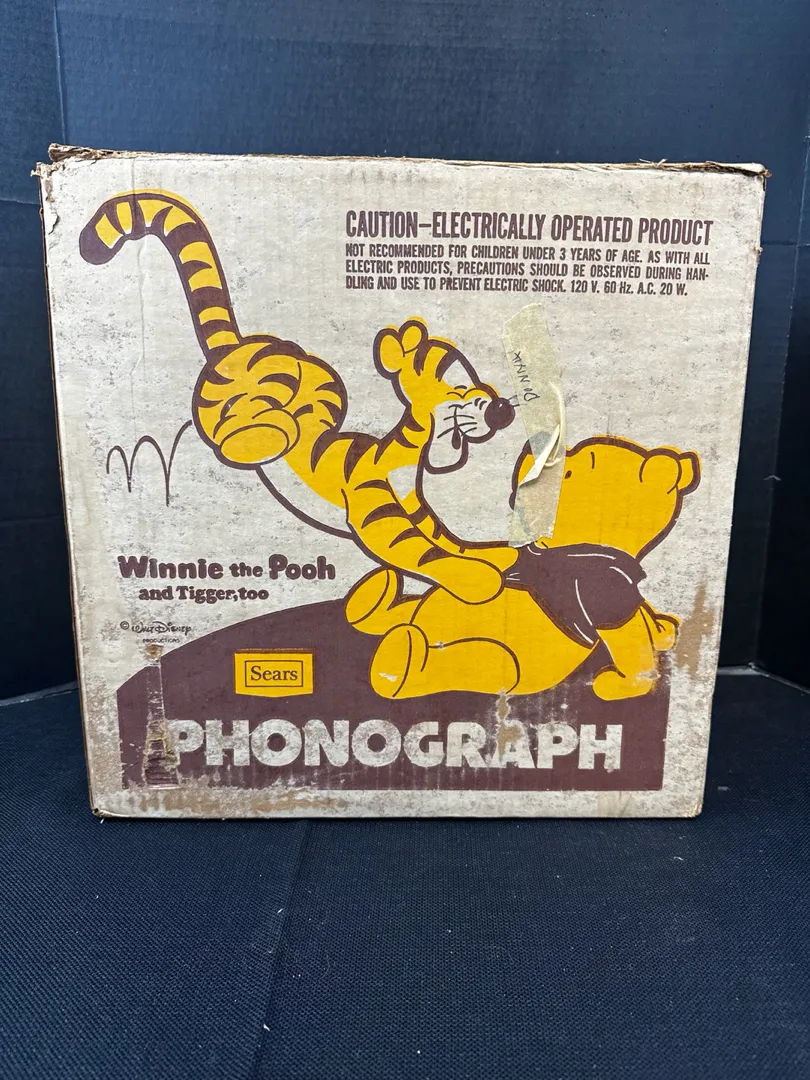 CAUTION–ELECTRICALLY OPERATED PRODUCT
NOT RECOMMENDED FOR CHILDREN UNDER 3 YEARS OF AGE. AS WITH ALL
ELECTRIC PRODUCTS, PRECAUTIONS SHOULD BE OBSERVED DURING HAN-
DLING AND USE TO PREVENT ELECTRIC SHOCK. 120 V. 60 Hz. A.C. 20 W.
Winnie the Pooh
and Tigger, too
© Walt Disney
PRODUCTIONS
Sears
PHONOGRAPH